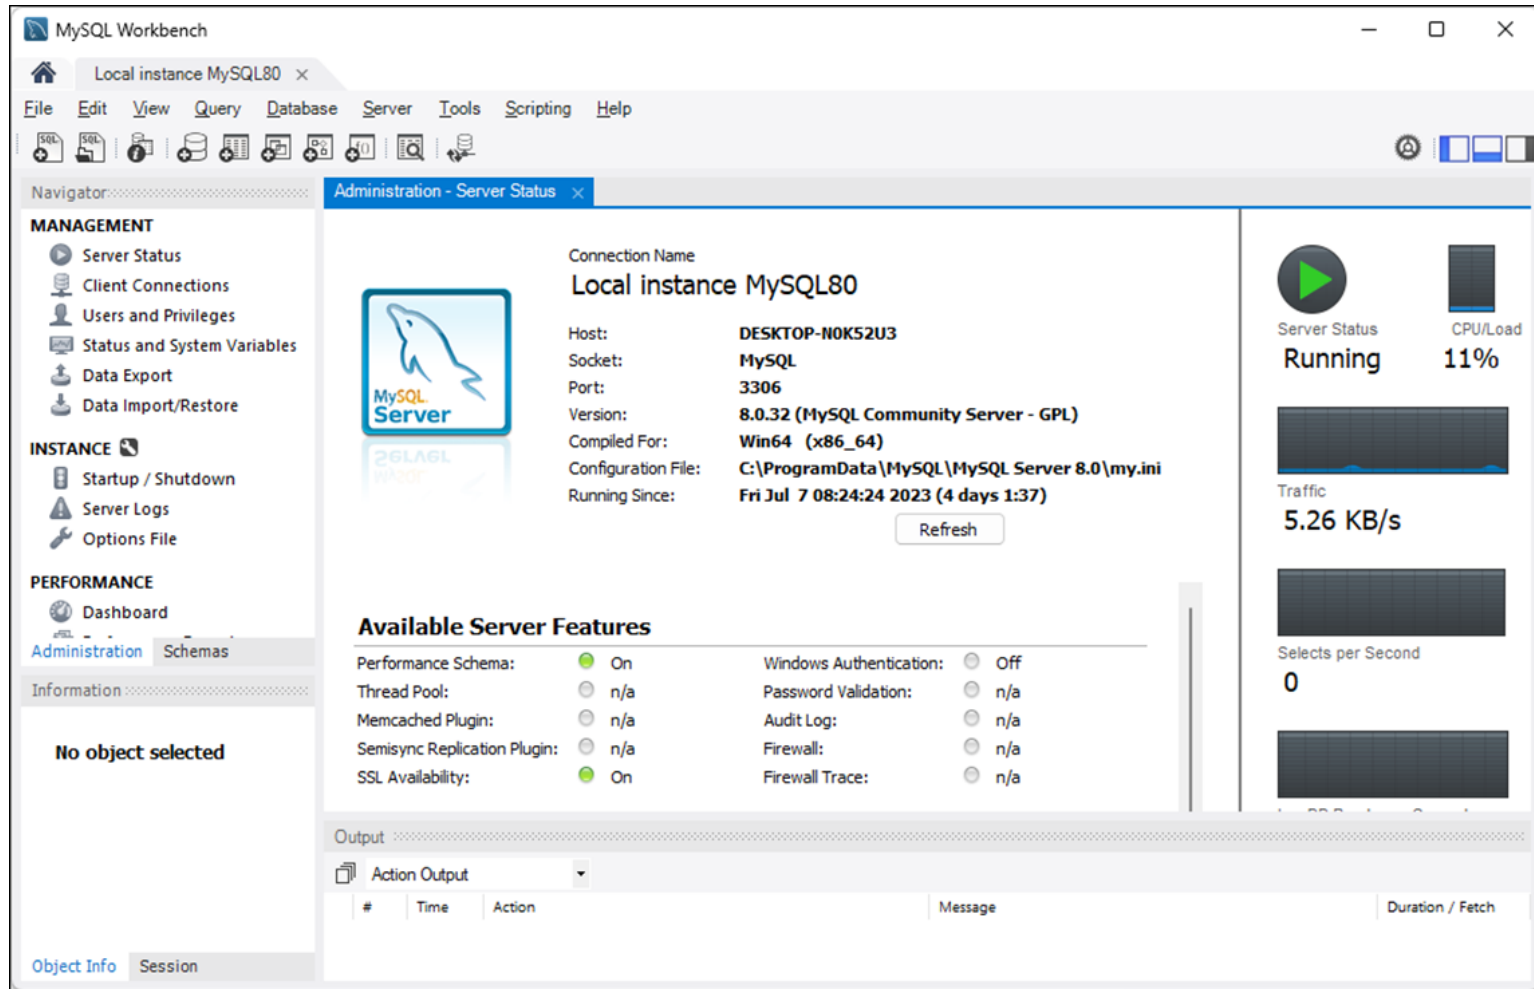 MySQL Workbench
Local instance MySQL80
File Edit View Query Database Server Tools Scripting Help
Navigator
MANAGEMENT
Server Status
Client Connections
Users and Privileges
Status and System Variables
Data Export
Data Import/Restore
INSTANCE
Startup / Shutdown
Server Logs
Options File
PERFORMANCE
Dashboard
Administration Schemas
Information
No object selected
Object Info Session
Administration - Server Status
MySQL
Server
Connection Name
Local instance MySQL80
Host: DESKTOP-N0K52U3
Socket: MySQL
Port: 3306
Version: 8.0.32 (MySQL Community Server - GPL)
Compiled For: Win64 (x86_64)
Configuration File: C:\ProgramData\MySQL\MySQL Server 8.0\my.ini
Running Since: Fri Jul 7 08:24:24 2023 (4 days 1:37)
Refresh
Available Server Features
Performance Schema: On Windows Authentication: Off
Thread Pool: n/a Password Validation: n/a
Memcached Plugin: n/a Audit Log: n/a
Semisync Replication Plugin: n/a Firewall: n/a
SSL Availability: On Firewall Trace: n/a
Server Status CPU/Load
Running 11%
Traffic
5.26 KB/s
Selects per Second
0
Output
Action Output
# Time Action Message Duration / Fetch